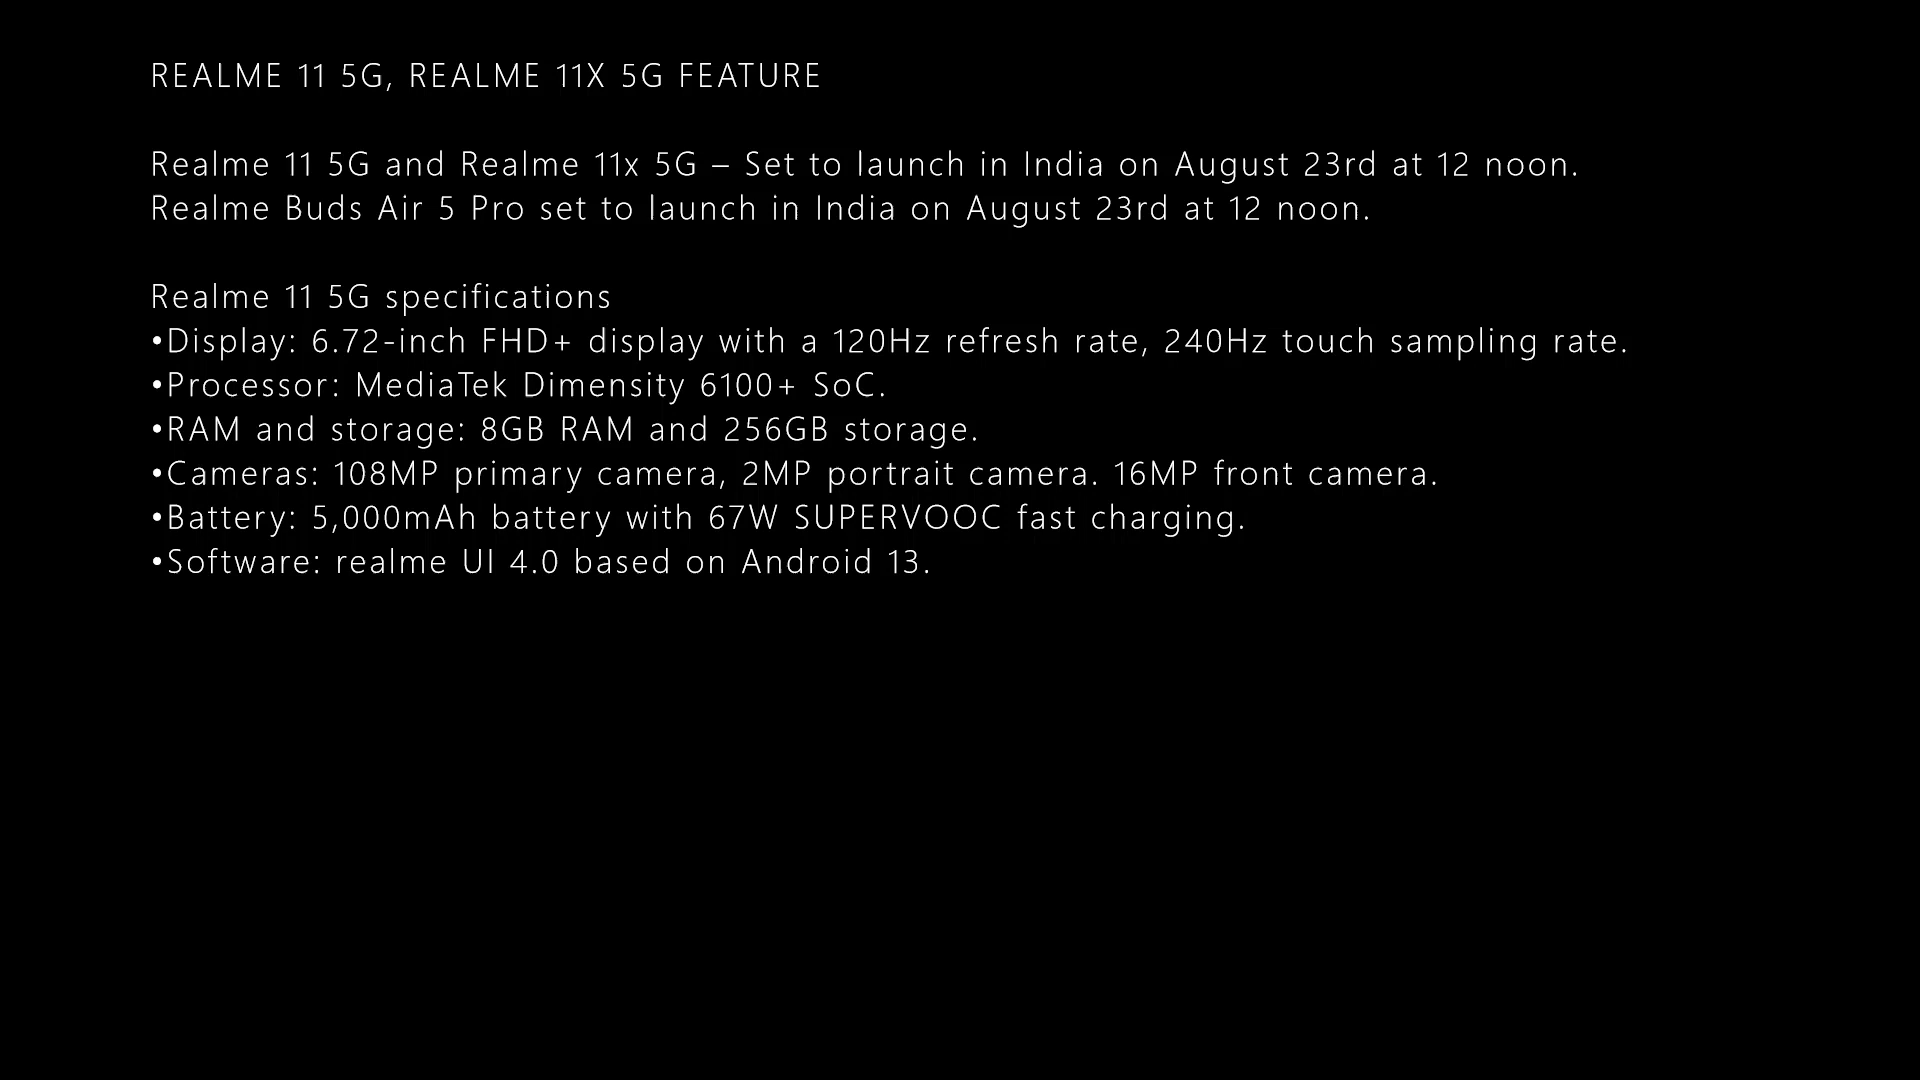 REALME 11 5G, REALME 11X 5G FEATURE
Realme 11 5G and Realme 11x 5G – Set to launch in India on August 23rd at 12 noon.
Realme Buds Air 5 Pro set to launch in India on August 23rd at 12 noon.
Realme 11 5G specifications
•Display: 6.72-inch FHD+ display with a 120Hz refresh rate, 240Hz touch sampling rate.
•Processor: MediaTek Dimensity 6100+ SoC.
•RAM and storage: 8GB RAM and 256GB storage.
•Cameras: 108MP primary camera, 2MP portrait camera. 16MP front camera.
•Battery: 5,000mAh battery with 67W SUPERVOOC fast charging.
•Software: realme UI 4.0 based on Android 13.